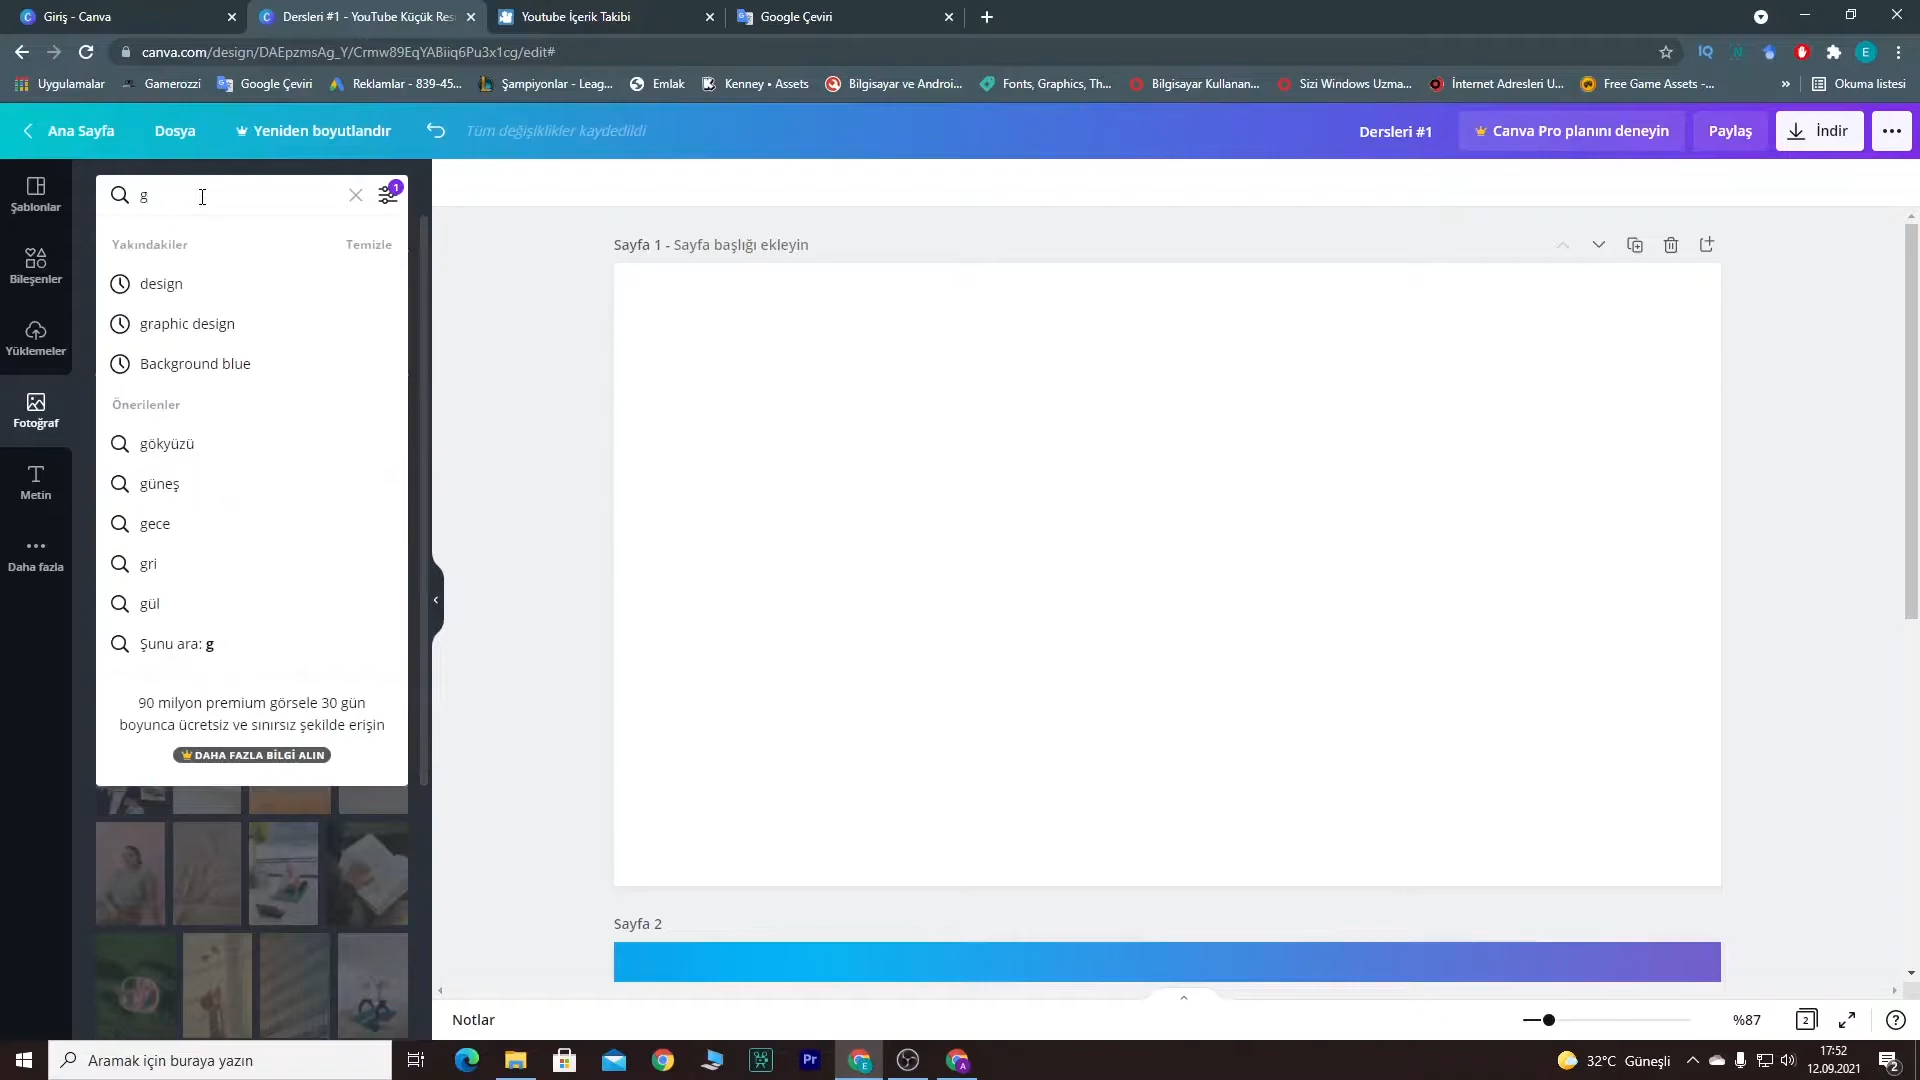 Giriş - Canva
Dersleri #1 - YouTube Küçük Res
Youtube İçerik Takibi
Google Çeviri
canva.com/design/DAEpzmsAg_Y/Crmw89EqYABiiq6Pu3x1cg/edit#
Uygulamalar
Gamerozzi
Google Çeviri
Reklamlar - 839-45...
Şampiyonlar - Leag...
Emlak
Kenney • Assets
Bilgisayar ve Androi...
Fonts, Graphics, Th...
Bilgisayar Kullanan...
Sizi Windows Uzma...
İnternet Adresleri U...
Free Game Assets -...
»
Okuma listesi
Ana Sayfa
Dosya
Yeniden boyutlandır
Tüm değişiklikler kaydedildi
Dersleri #1
Canva Pro planını deneyin
Paylaş
İndir
Şablonlar
Bileşenler
Yüklemeler
Fotoğraf
Metin
Daha fazla
g
1
Yakındakiler
Temizle
design
graphic design
Background blue
Önerilenler
gökyüzü
güneş
gece
gri
gül
Şunu ara: g
90 milyon premium görsele 30 gün
boyunca ücretsiz ve sınırsız şekilde erişin
DAHA FAZLA BİLGİ ALIN
Sayfa 1 - Sayfa başlığı ekleyin
Sayfa 2
Notlar
%87
2
Aramak için buraya yazın
Pr
32°C Güneşli
17:52
12.09.2021
2